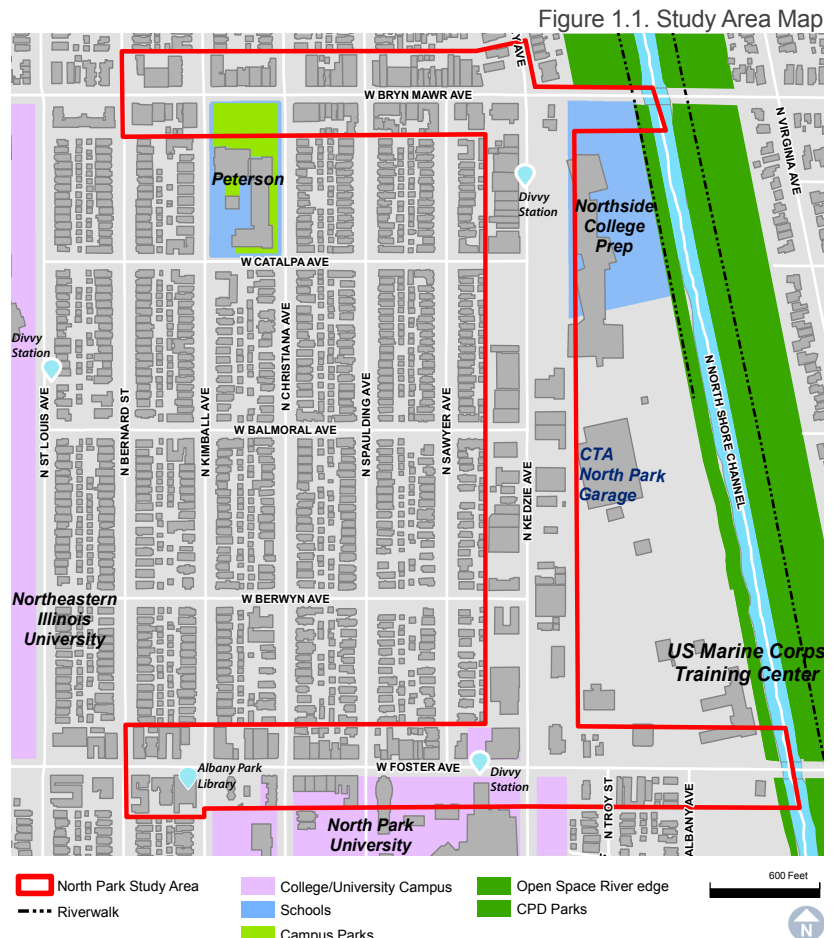 Figure 1.1. Study Area Map
Y AVE
W BRYN MAWR AVE
N VIRGINIA AVE
Peterson
Divvy
Station
Northside
College
Prep
W CATALPA AVE
N CHRISTIANA AVE
Divvy
Station
N ST LOUIS AVE
N BERNARD ST
N KIMBALL AVE
N SPAULDING AVE
N SAWYER AVE
N NORTH SHORE CHANNEL
W BALMORAL AVE
N KEDZIE AVE
CTA
North Park
Garage
W BERWYN AVE
Northeastern
Illinois
University
US Marine Corps
Training Center
Albany Park
Library
W FOSTER AVE
Divvy
Station
N TROY ST
ALBANY AVE
North Park
University
North Park Study Area
Riverwalk
College/University Campus
Schools
Campus Parks
Open Space River edge
CPD Parks
600 Feet
N